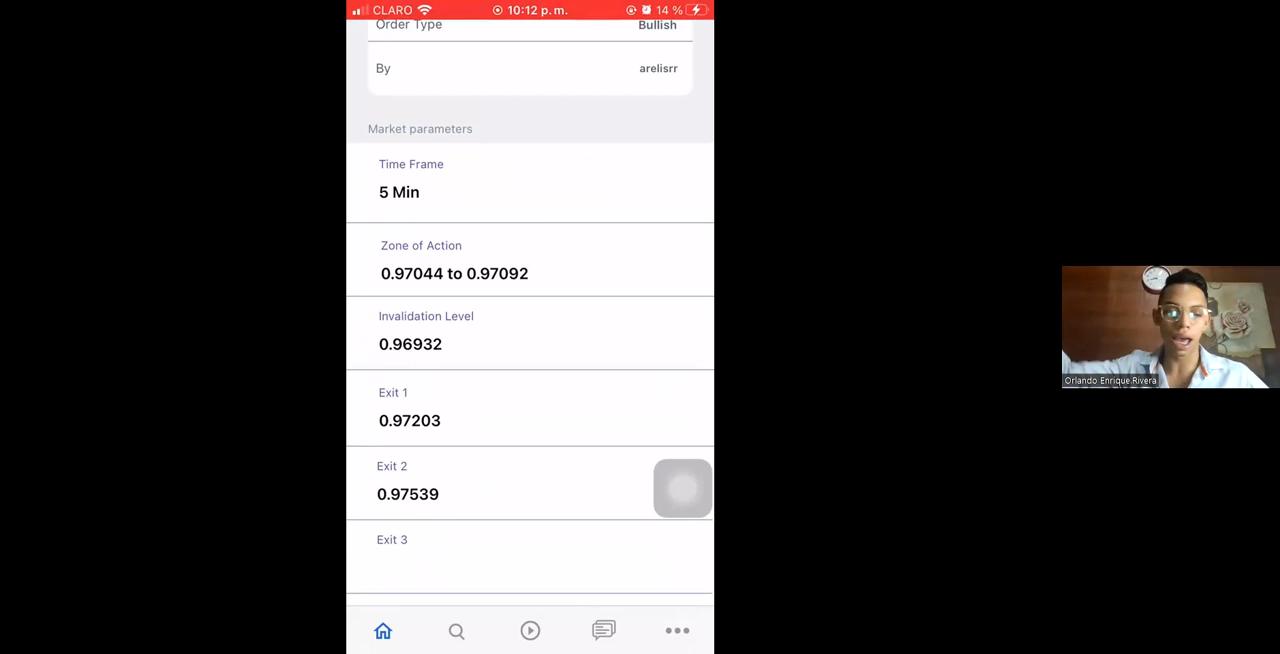 CLARO 10:12 p. m. 14 %
Order Type Bullish
By arelisrr
Market parameters
Time Frame
5 Min
Zone of Action
0.97044 to 0.97092
Invalidation Level
0.96932
Exit 1
0.97203
Exit 2
0.97539
Exit 3
Orlando Enrique Rivera